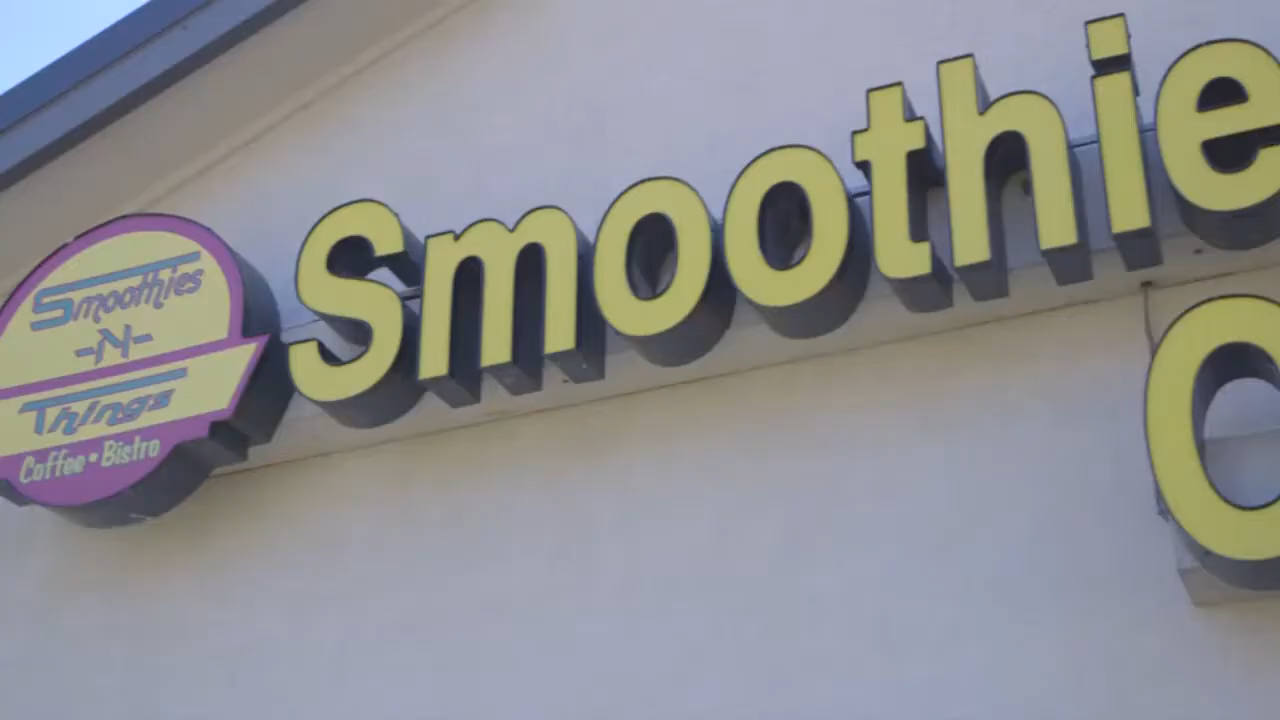 Smoothies
-N-
Things
Coffee • Bistro
Smoothie
C